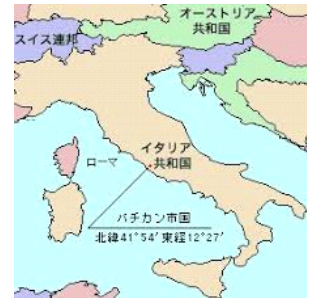 オーストリア
共和国
スイス連邦
イタリア
共和国
ローマ
バチカン市国
北緯41°54′東経12°27′